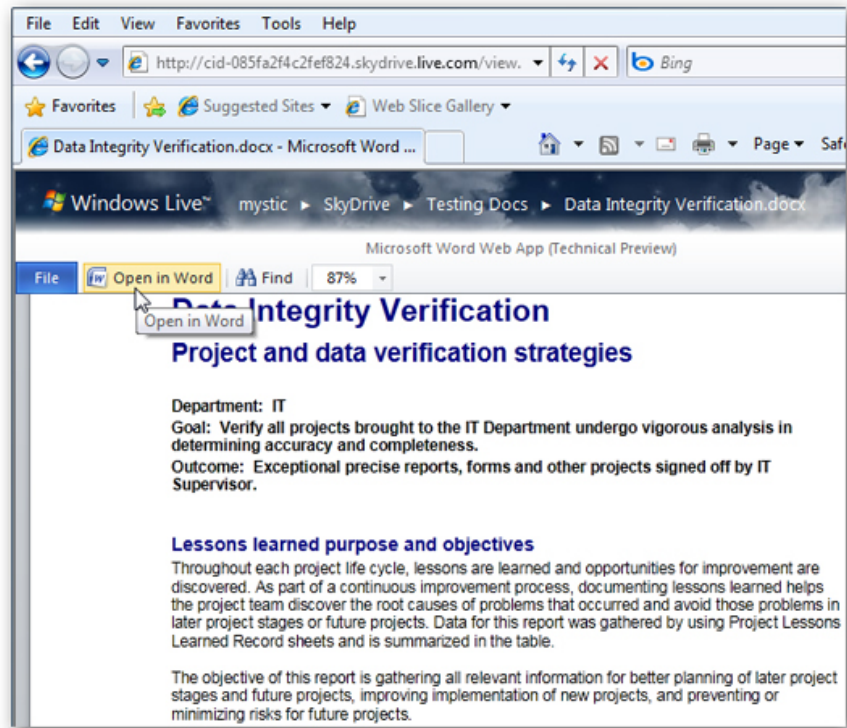 File Edit View Favorites Tools Help
http://cid-085fa2f4c2fef824.skydrive.live.com/view.
Bing
Favorites Suggested Sites Web Slice Gallery
Data Integrity Verification.docx - Microsoft Word ...
Page
Windows Live™ mystic ▸ SkyDrive ▸ Testing Docs ▸ Data Integrity Verification.docx
Microsoft Word Web App (Technical Preview)
File Open in Word Find 87%
Data Integrity Verification
Open in Word
Project and data verification strategies
Department: IT
Goal: Verify all projects brought to the IT Department undergo vigorous analysis in
determining accuracy and completeness.
Outcome: Exceptional precise reports, forms and other projects signed off by IT
Supervisor.
Lessons learned purpose and objectives
Throughout each project life cycle, lessons are learned and opportunities for improvement are
discovered. As part of a continuous improvement process, documenting lessons learned helps
the project team discover the root causes of problems that occurred and avoid those problems in
later project stages or future projects. Data for this report was gathered by using Project Lessons
Learned Record sheets and is summarized in the table.
The objective of this report is gathering all relevant information for better planning of later project
stages and future projects, improving implementation of new projects, and preventing or
minimizing risks for future projects.